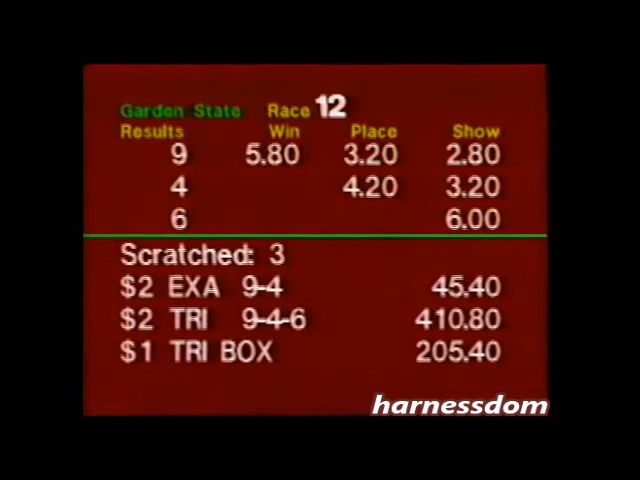 Garden State Race 12
Results Win Place Show
9 5.80 3.20 2.80
4 4.20 3.20
6 6.00
Scratched: 3
$2 EXA 9-4 45.40
$2 TRI 9-4-6 410.80
$1 TRI BOX 205.40
harnessdom